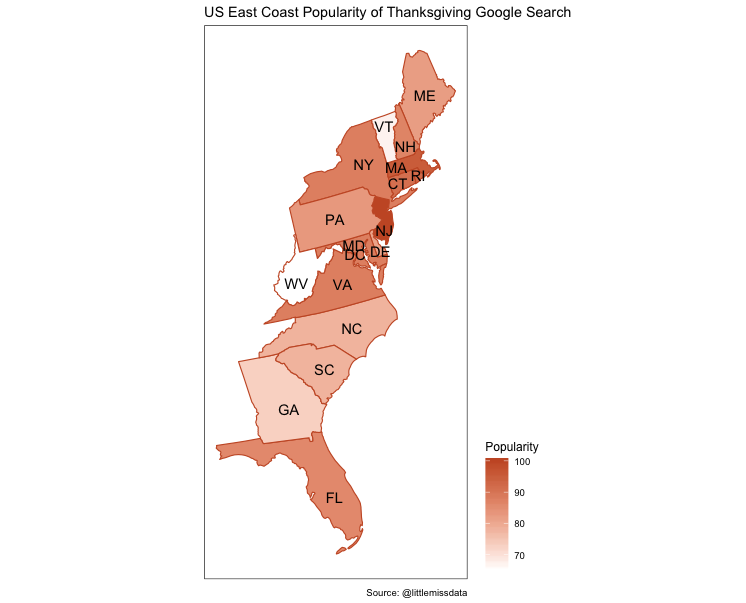 US East Coast Popularity of Thanksgiving Google Search
ME
VT
NH
NY
MA
RI
CT
PA
NJ
MD
DC
DE
WV
VA
NC
SC
GA
FL
Popularity
100
90
80
70
Source: @littlemissdata